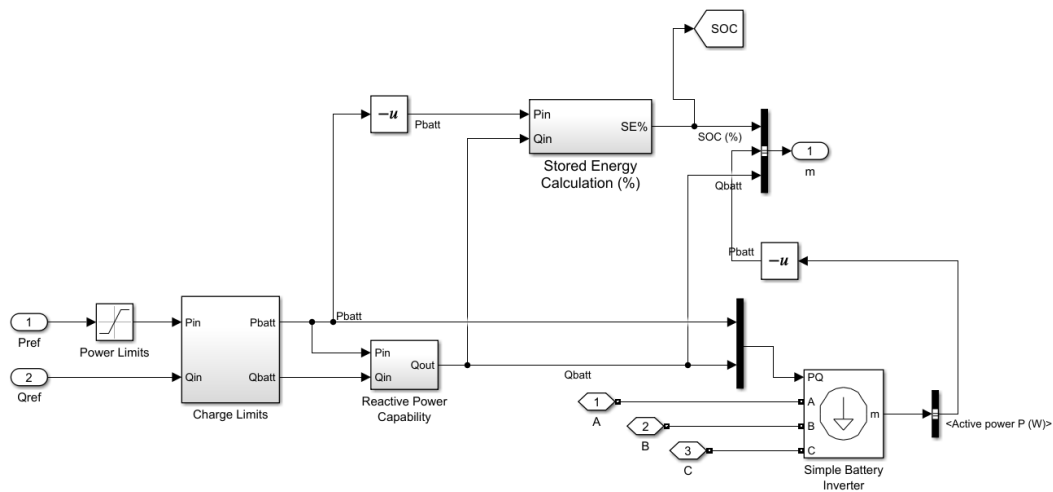 SOC
-u
Pbatt
Pin
Qin
SE%
Stored Energy
Calculation (%)
SOC (%)
Qbatt
1
m
Pbatt
-u
1
Pref
Power Limits
2
Qref
Pin
Qin
Pbatt
Qbatt
Charge Limits
Pbatt
Pin
Qin
Qout
Reactive Power
Capability
Qbatt
1
A
2
B
3
C
PQ
A
B
C
m
Simple Battery
Inverter
<Active power P (W)>